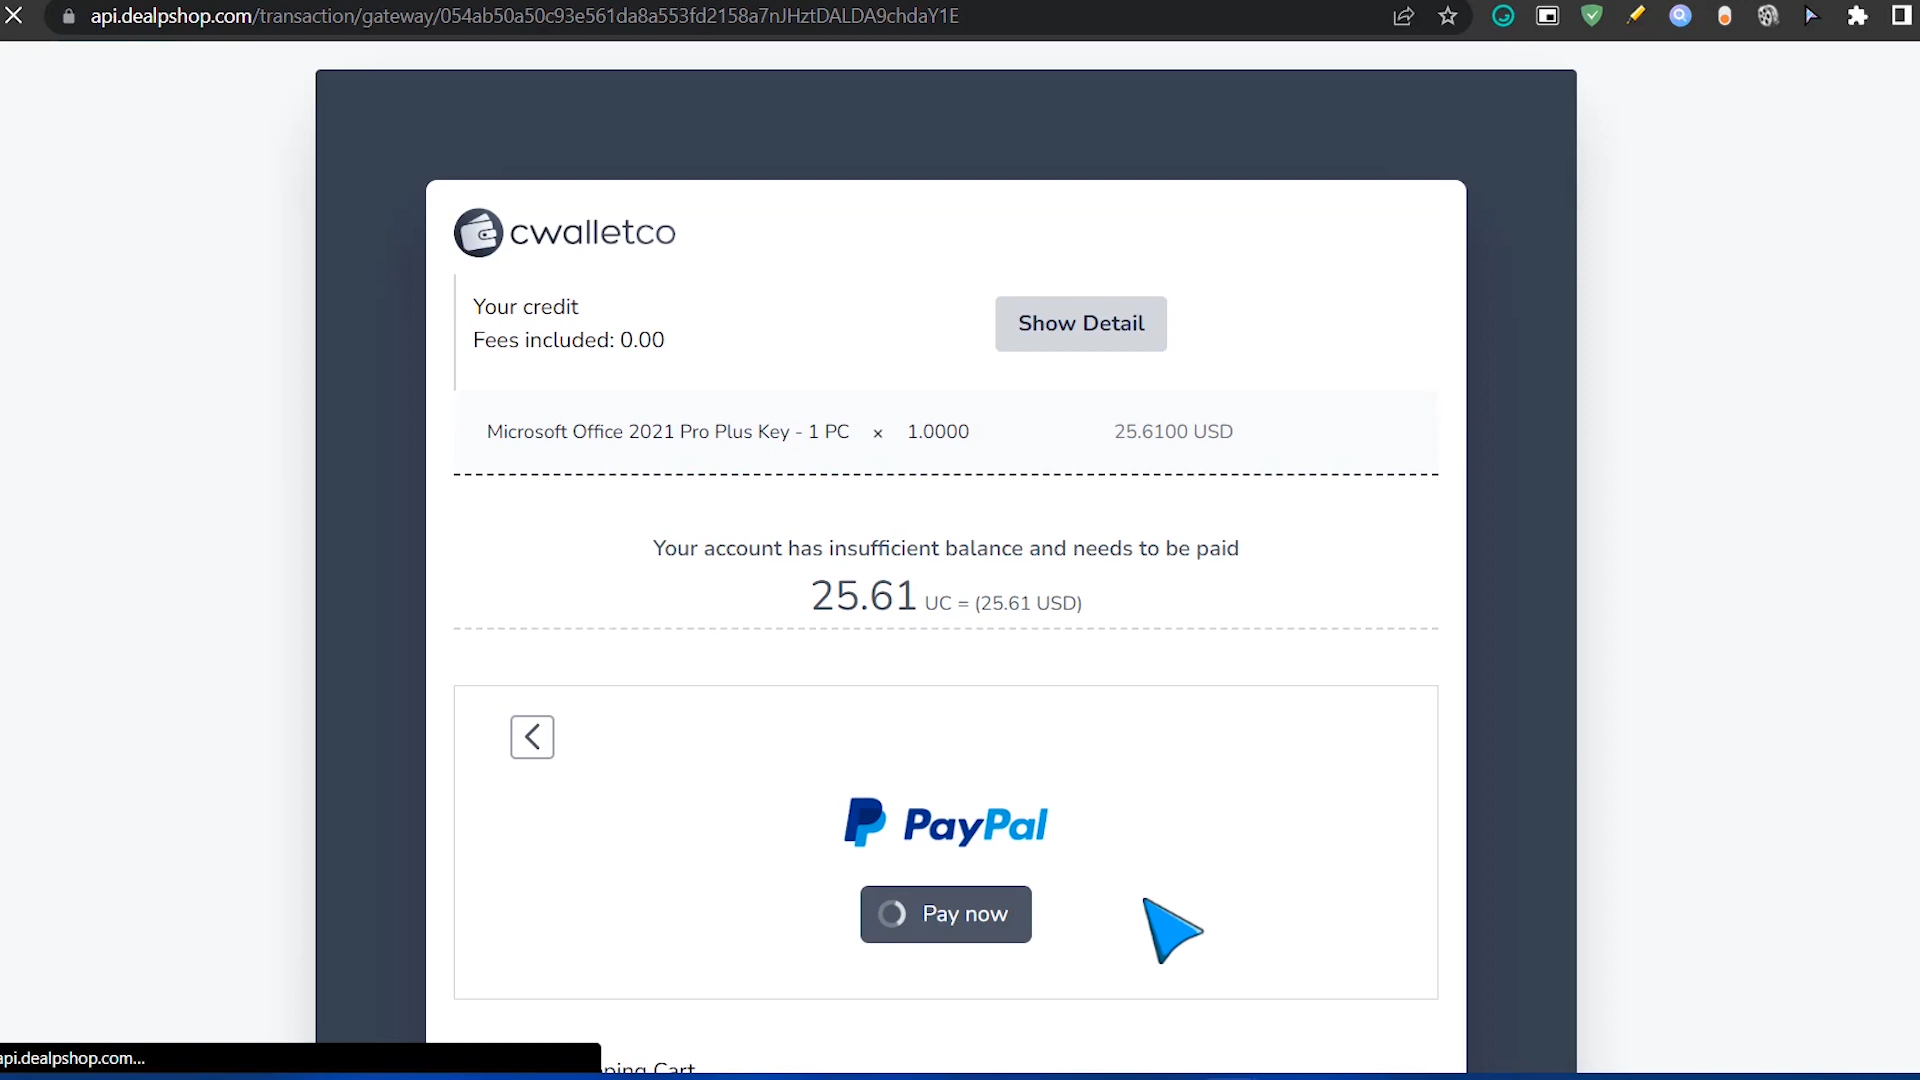 api.dealpshop.com/transaction/gateway/054ab50a50c93e561da8a553fd2158a7nJHztDALDA9chdaY1E
cwalletco
Your credit
Fees included: 0.00
Show Detail
Microsoft Office 2021 Pro Plus Key - 1 PC × 1.0000 25.6100 USD
Your account has insufficient balance and needs to be paid
25.61 UC = (25.61 USD)
PayPal
Pay now
api.dealpshop.com...
ping Cart